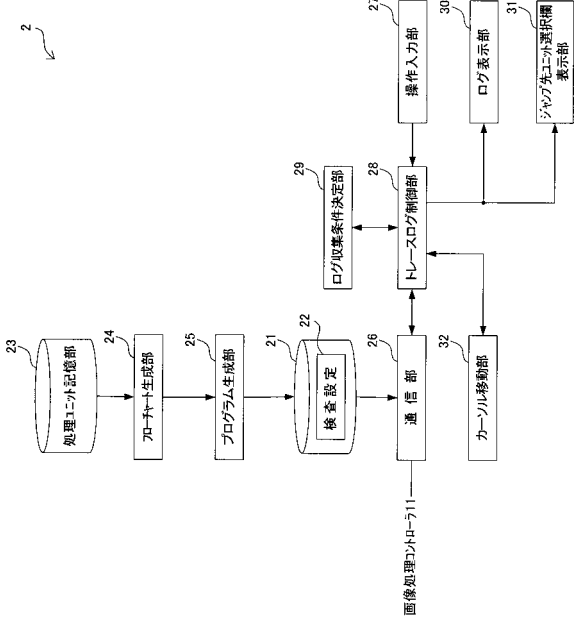 2
23
処理ユニット記憶部
24
フローチャート生成部
25
プログラム生成部
21
22
検査設定
26
通信部
画像処理コントローラ11
32
カーソル移動部
29
ログ収集条件決定部
28
トレースログ制御部
27
操作入力部
30
ログ表示部
31
ジャンプ先ユニット選択欄
表示部